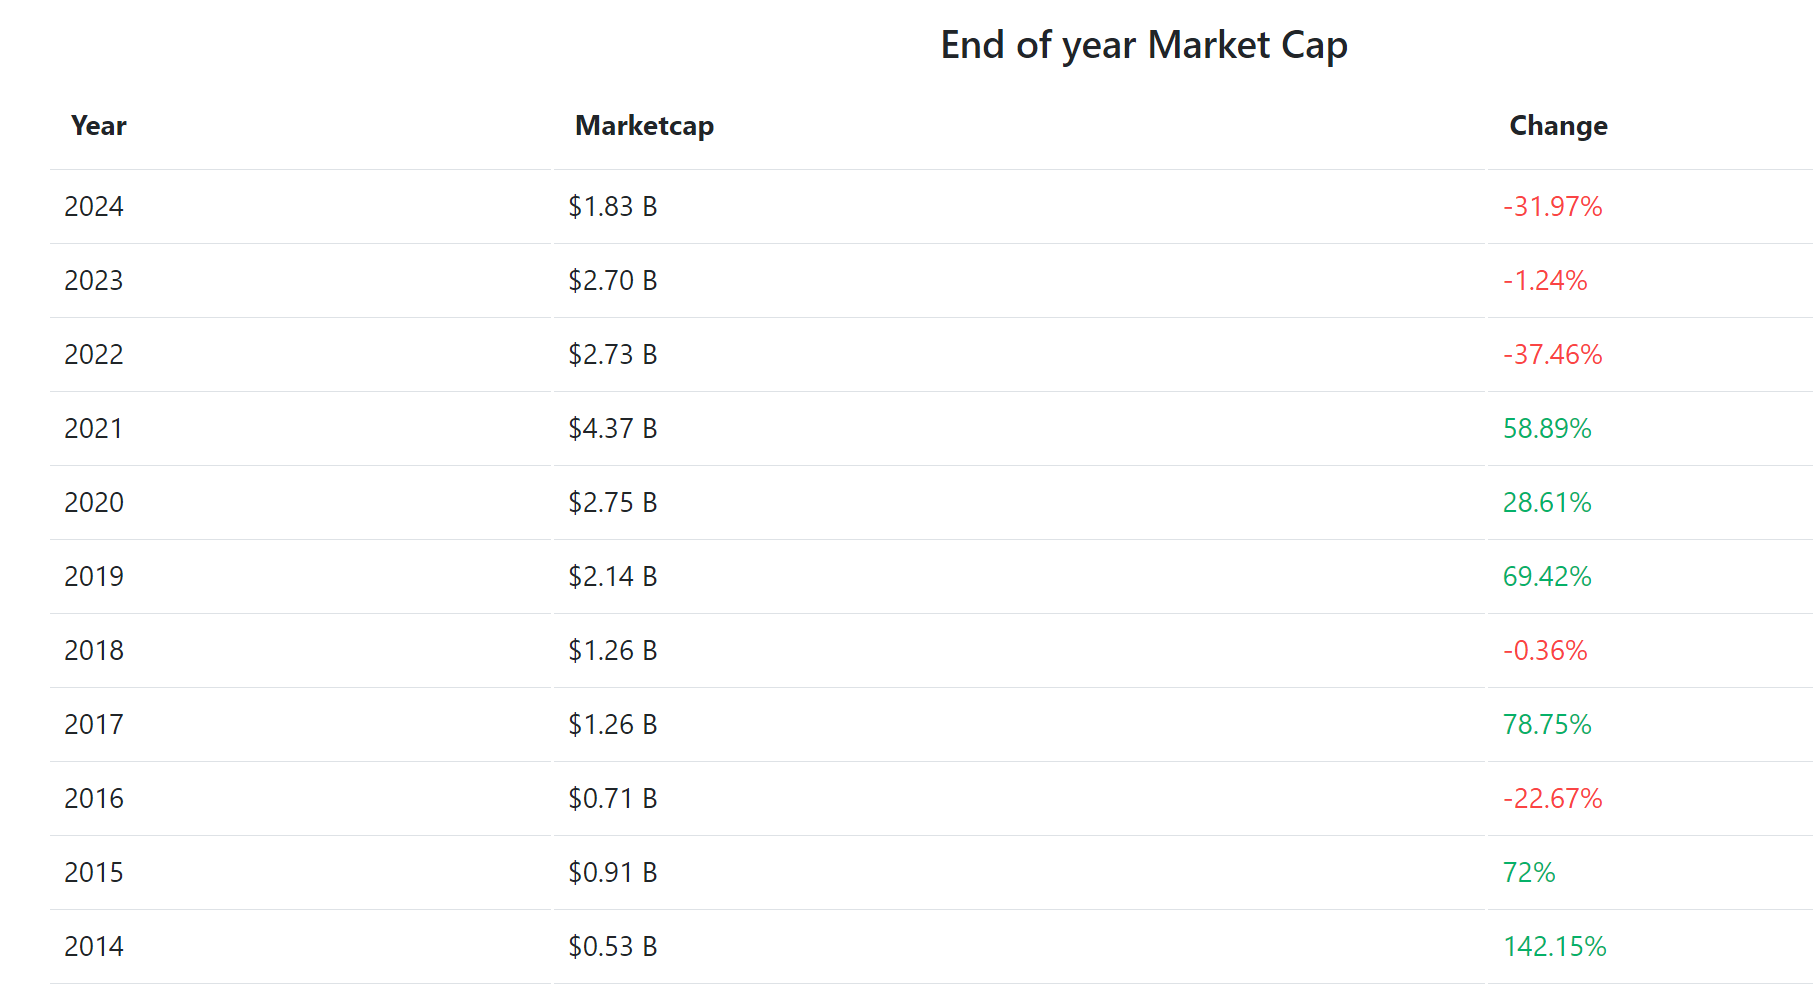 End of year Market Cap
Year Marketcap Change
2024 $1.83 B -31.97%
2023 $2.70 B -1.24%
2022 $2.73 B -37.46%
2021 $4.37 B 58.89%
2020 $2.75 B 28.61%
2019 $2.14 B 69.42%
2018 $1.26 B -0.36%
2017 $1.26 B 78.75%
2016 $0.71 B -22.67%
2015 $0.91 B 72%
2014 $0.53 B 142.15%